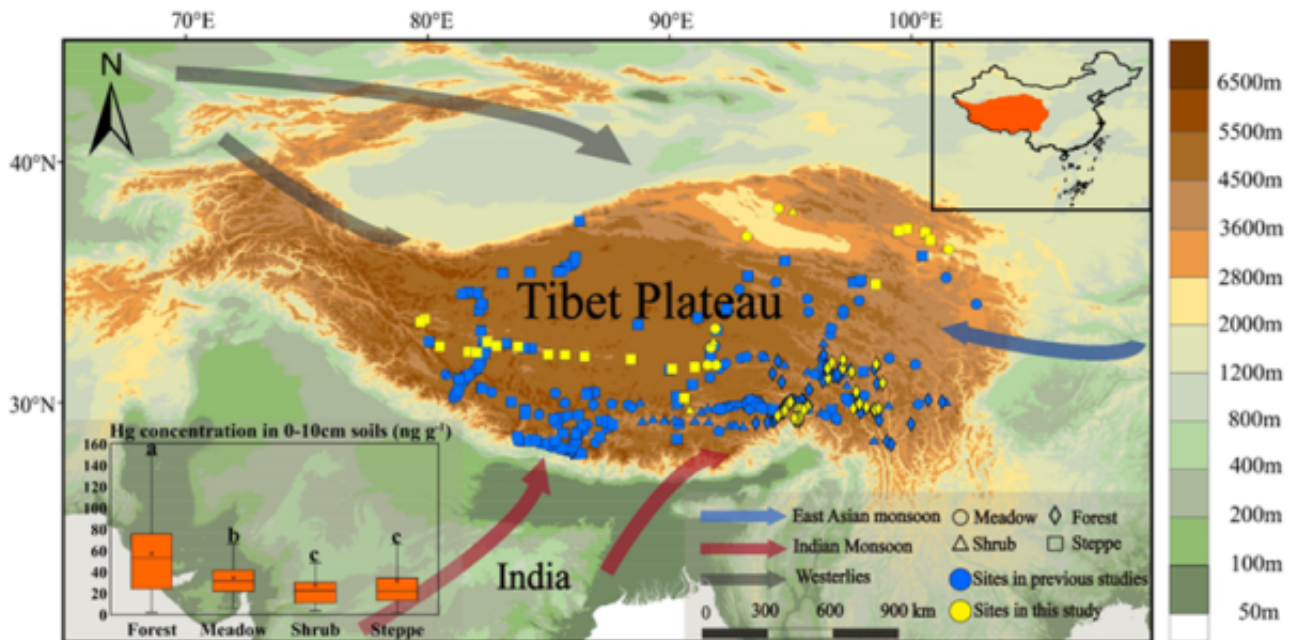 70°E 80°E 90°E 100°E
N
40°N
30°N
Tibet Plateau
India
6500m
5500m
4500m
3600m
2800m
2000m
1200m
800m
400m
200m
100m
50m
Hg concentration in 0-10cm soils (ng g⁻¹)
160
140
120
100
80
60
40
20
0
a
b
c
c
Forest Meadow Shrub Steppe
East Asian monsoon
Indian Monsoon
Westerlies
Meadow Forest
Shrub Steppe
Sites in previous studies
Sites in this study
0 300 600 900 km